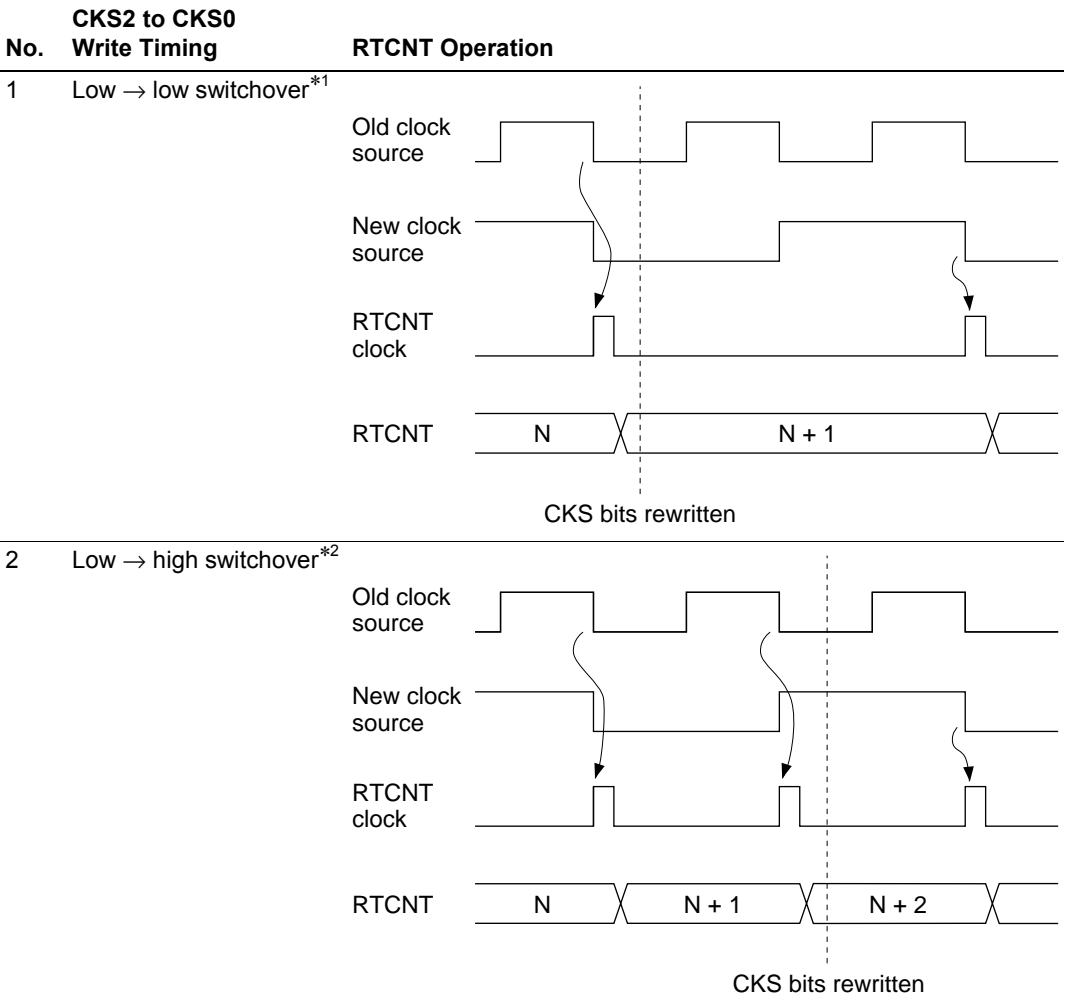 CKS2 to CKS0
No. Write Timing RTCNT Operation
1 Low → low switchover*1
Old clock
source
New clock
source
RTCNT
clock
RTCNT N N + 1
CKS bits rewritten
2 Low → high switchover*2
Old clock
source
New clock
source
RTCNT
clock
RTCNT N N + 1 N + 2
CKS bits rewritten